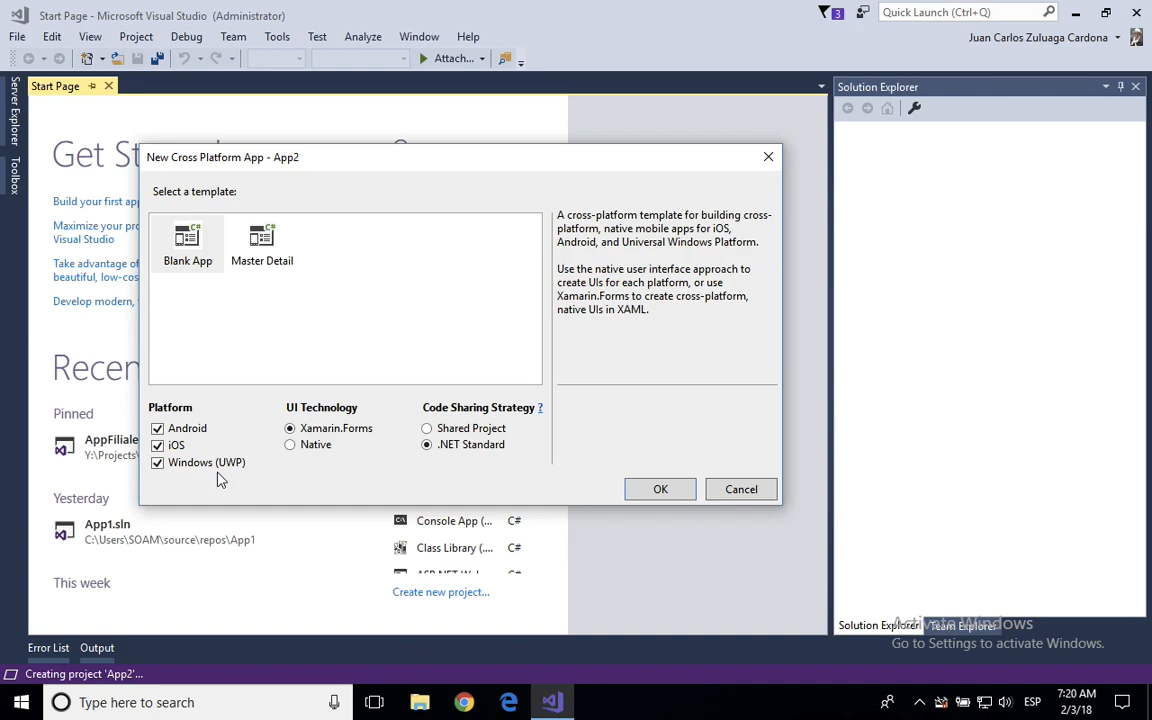 Start Page - Microsoft Visual Studio (Administrator)
3
Quick Launch (Ctrl+Q)
File Edit View Project Debug Team Tools Test Analyze Window Help
Juan Carlos Zuluaga Cardona
Attach...
Server Explorer
Toolbox
Start Page
Solution Explorer
Get St
Build your first ap
Maximize your pro
Visual Studio
Take advantage of
beautiful, low-cos
Develop modern,
New Cross Platform App - App2
Select a template:
Blank App
Master Detail
A cross-platform template for building cross-
platform, native mobile apps for iOS,
Android, and Universal Windows Platform.
Use the native user interface approach to
create UIs for each platform, or use
Xamarin.Forms to create cross-platform,
native UIs in XAML.
Platform
Android
iOS
Windows (UWP)
UI Technology
Xamarin.Forms
Native
Code Sharing Strategy ?
Shared Project
.NET Standard
OK
Cancel
Recen
Pinned
AppFiliale
Y:\Projects\
Yesterday
App1.sln
C:\Users\SOAM\source\repos\App1
This week
Console App (... C#
Class Library (.... C#
Create new project...
Solution Explorer
Team Explorer
Activate Windows
Go to Settings to activate Windows.
Error List Output
Creating project 'App2'...
Type here to search
ESP
7:20 AM
2/3/18